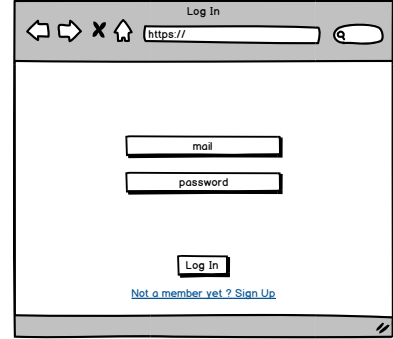 Log In
https://
mail
password
Log In
Not a member yet ? Sign Up